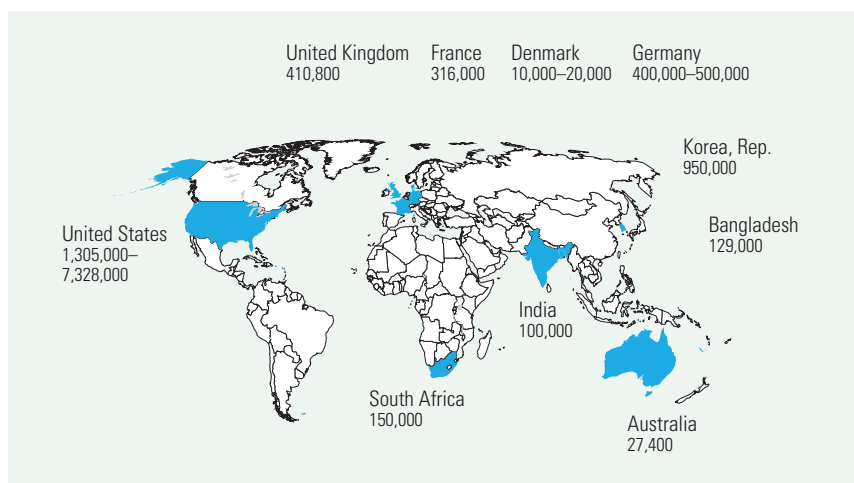 United Kingdom
410,800
France
316,000
Denmark
10,000–20,000
Germany
400,000–500,000
Korea, Rep.
950,000
United States
1,305,000–
7,328,000
Bangladesh
129,000
India
100,000
South Africa
150,000
Australia
27,400